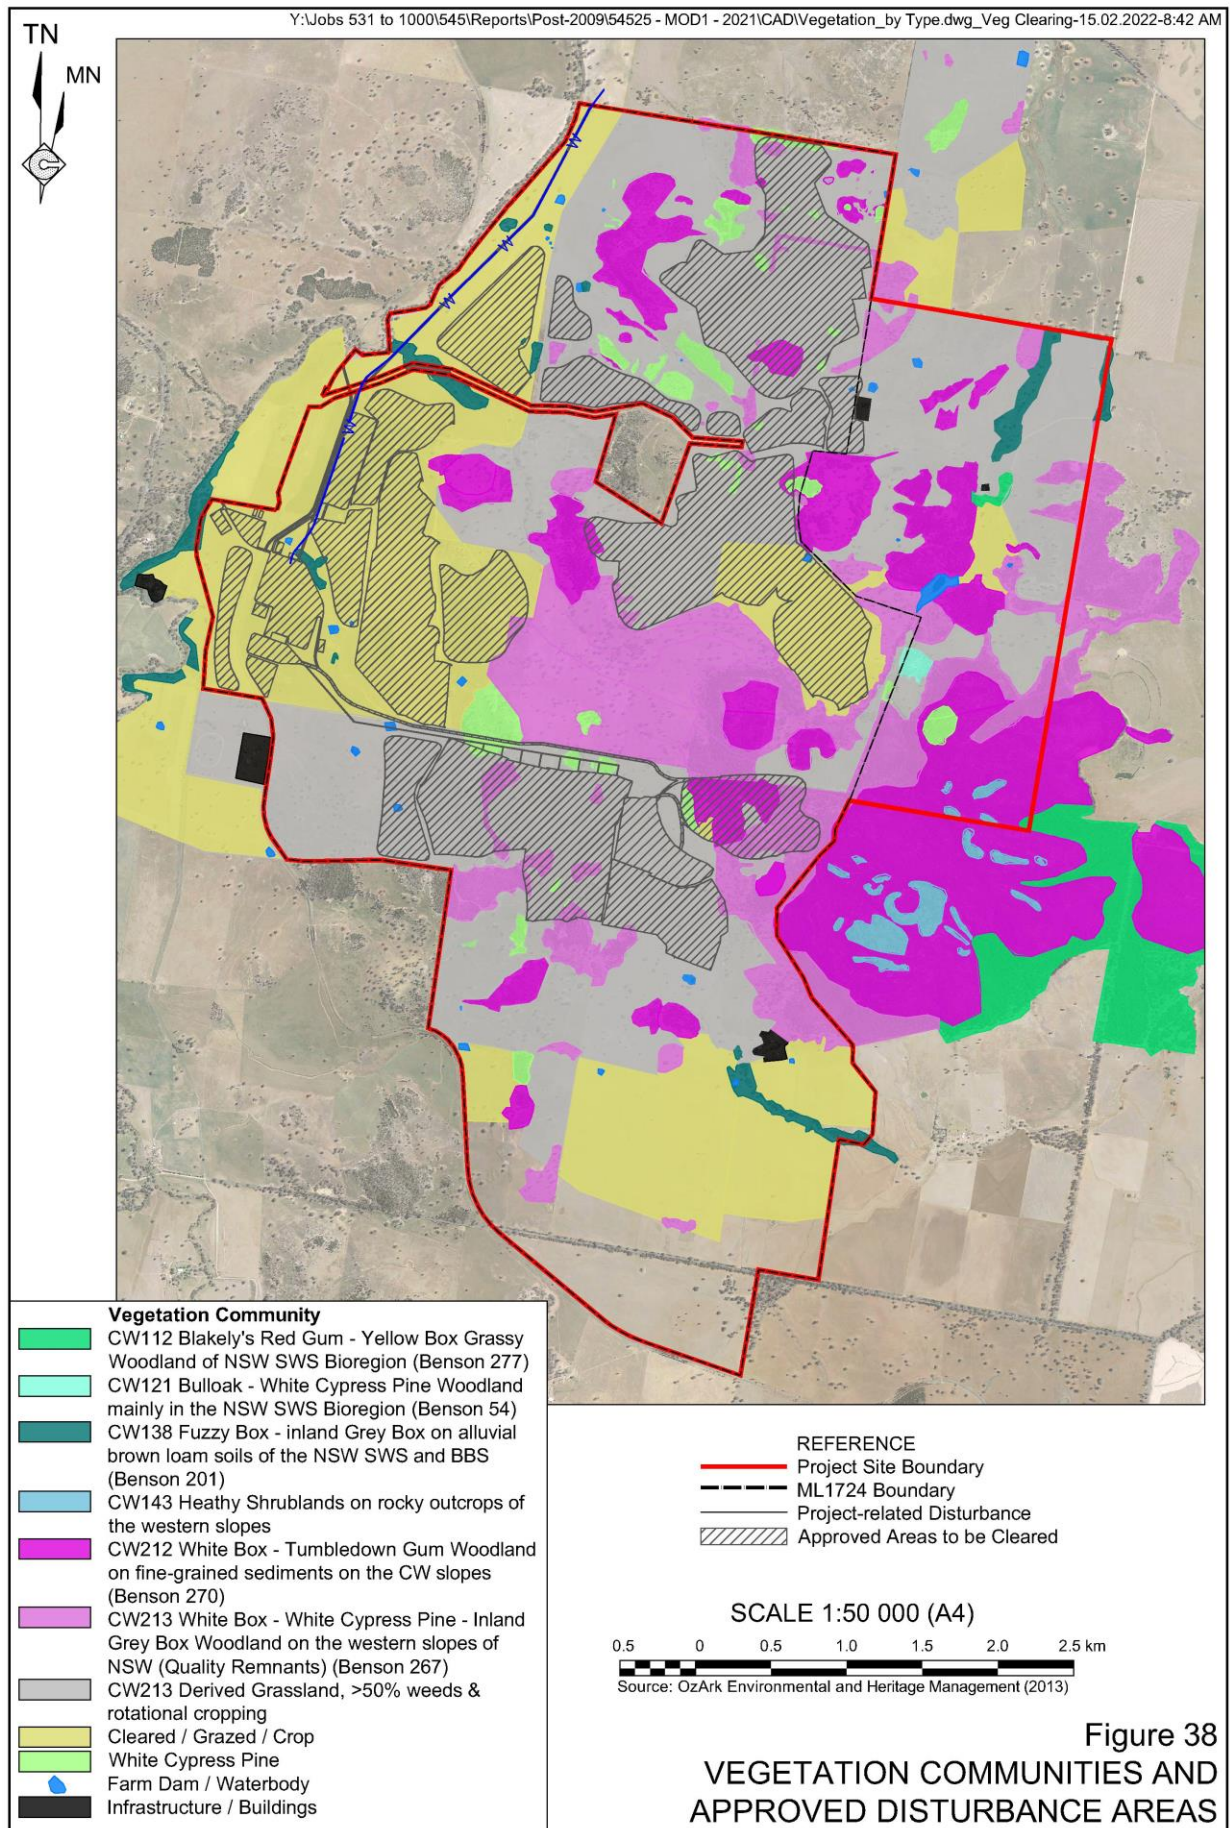 Y:\Jobs 531 to 1000\545\Reports\Post-2009\54525 - MOD1 - 2021\CAD\Vegetation_by Type.dwg_Veg Clearing-15.02.2022-8:42 AM
TN
MN
Vegetation Community
CW112 Blakely's Red Gum - Yellow Box Grassy
Woodland of NSW SWS Bioregion (Benson 277)
CW121 Bulloak - White Cypress Pine Woodland
mainly in the NSW SWS Bioregion (Benson 54)
CW138 Fuzzy Box - inland Grey Box on alluvial
brown loam soils of the NSW SWS and BBS
(Benson 201)
CW143 Heathy Shrublands on rocky outcrops of
the western slopes
CW212 White Box - Tumbledown Gum Woodland
on fine-grained sediments on the CW slopes
(Benson 270)
CW213 White Box - White Cypress Pine - Inland
Grey Box Woodland on the western slopes of
NSW (Quality Remnants) (Benson 267)
CW213 Derived Grassland, >50% weeds &
rotational cropping
Cleared / Grazed / Crop
White Cypress Pine
Farm Dam / Waterbody
Infrastructure / Buildings
REFERENCE
Project Site Boundary
ML1724 Boundary
Project-related Disturbance
Approved Areas to be Cleared
SCALE 1:50 000 (A4)
0.5 0 0.5 1.0 1.5 2.0 2.5 km
Source: OzArk Environmental and Heritage Management (2013)
Figure 38
VEGETATION COMMUNITIES AND
APPROVED DISTURBANCE AREAS